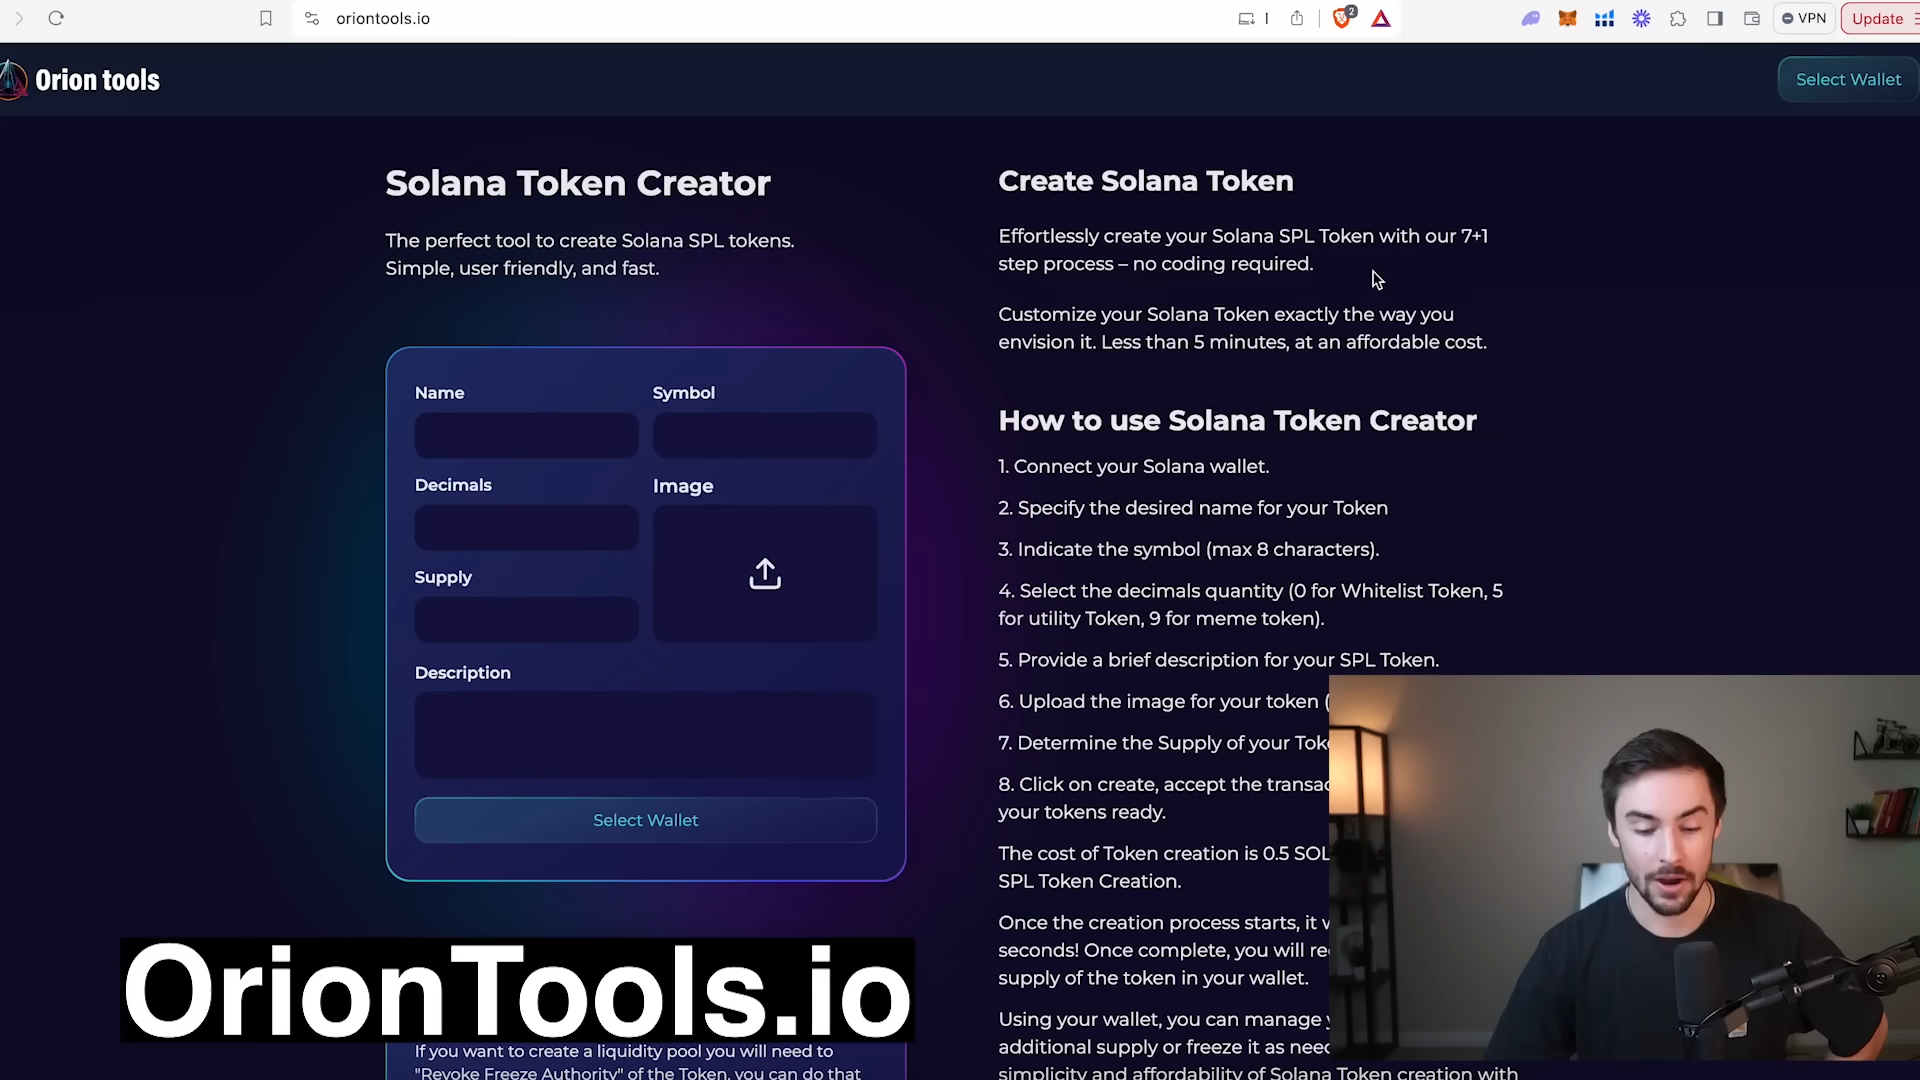 oriontools.io
2
VPN
Update
Orion tools
Select Wallet
Solana Token Creator
The perfect tool to create Solana SPL tokens.
Simple, user friendly, and fast.
Name
Symbol
Decimals
Image
Supply
Description
Select Wallet
If you want to create a liquidity pool you will need to
"Revoke Freeze Authority" of the Token, you can do that
Create Solana Token
Effortlessly create your Solana SPL Token with our 7+1
step process – no coding required.
Customize your Solana Token exactly the way you
envision it. Less than 5 minutes, at an affordable cost.
How to use Solana Token Creator
1. Connect your Solana wallet.
2. Specify the desired name for your Token
3. Indicate the symbol (max 8 characters).
4. Select the decimals quantity (0 for Whitelist Token, 5
for utility Token, 9 for meme token).
5. Provide a brief description for your SPL Token.
6. Upload the image for your token (
7. Determine the Supply of your
8. Click on create, accept the
your tokens ready.
The cost of Token creation is 0.5 SOL
SPL Token Creation.
Once the creation process starts, it
seconds! Once complete, you will
supply of the token in your wallet.
Using your wallet, you can manage
additional supply or freeze it as
simplicity and affordability of Solana Token creation with
OrionTools.io